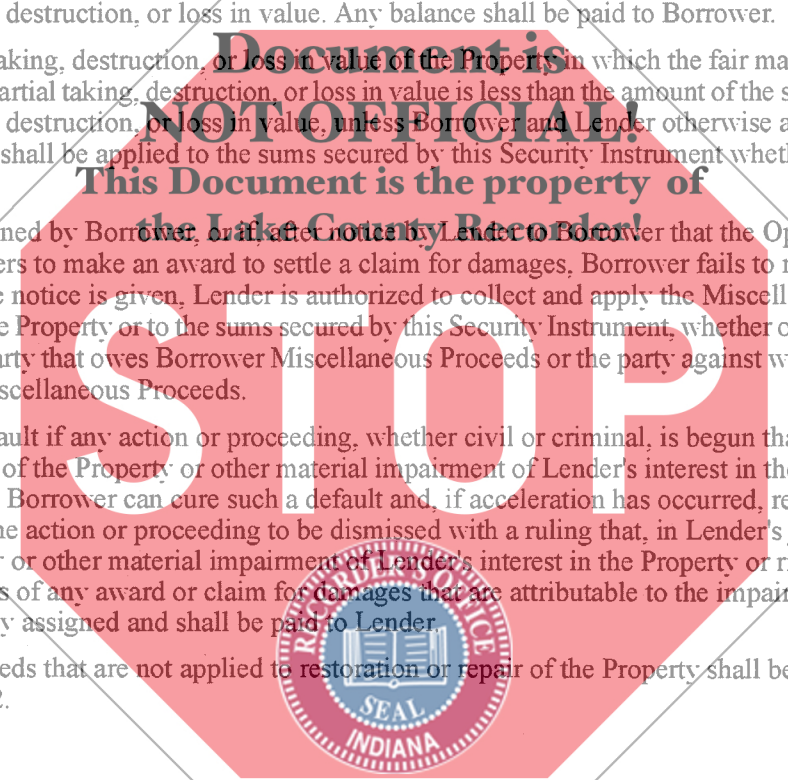 destruction, or loss in value. Any balance shall be paid to Borrower.
Document is
aking, destruction, or loss in value of the Property in which the fair ma
artial taking, destruction, or loss in value is less than the amount of the s
NOT OFFICIAL!
destruction, or loss in value, unless Borrower and Lender otherwise a
shall be applied to the sums secured by this Security Instrument wheth
This Document is the property of
the Lake County Recorder!
ned by Borrower, or if, after notice by Lender to Borrower that the Op
ers to make an award to settle a claim for damages, Borrower fails to r
e notice is given, Lender is authorized to collect and apply the Miscell
e Property or to the sums secured by this Security Instrument, whether o
arty that owes Borrower Miscellaneous Proceeds or the party against w
scellaneous Proceeds.
STOP
ault if any action or proceeding, whether civil or criminal, is begun tha
of the Property or other material impairment of Lender's interest in the
Borrower can cure such a default and, if acceleration has occurred, re
he action or proceeding to be dismissed with a ruling that, in Lender's
r or other material impairment of Lender's interest in the Property or ri
s of any award or claim for damages that are attributable to the impair
y assigned and shall be paid to Lender.
eds that are not applied to restoration or repair of the Property shall be
2.
RECORDER'S OFFICE
SEAL
INDIANA